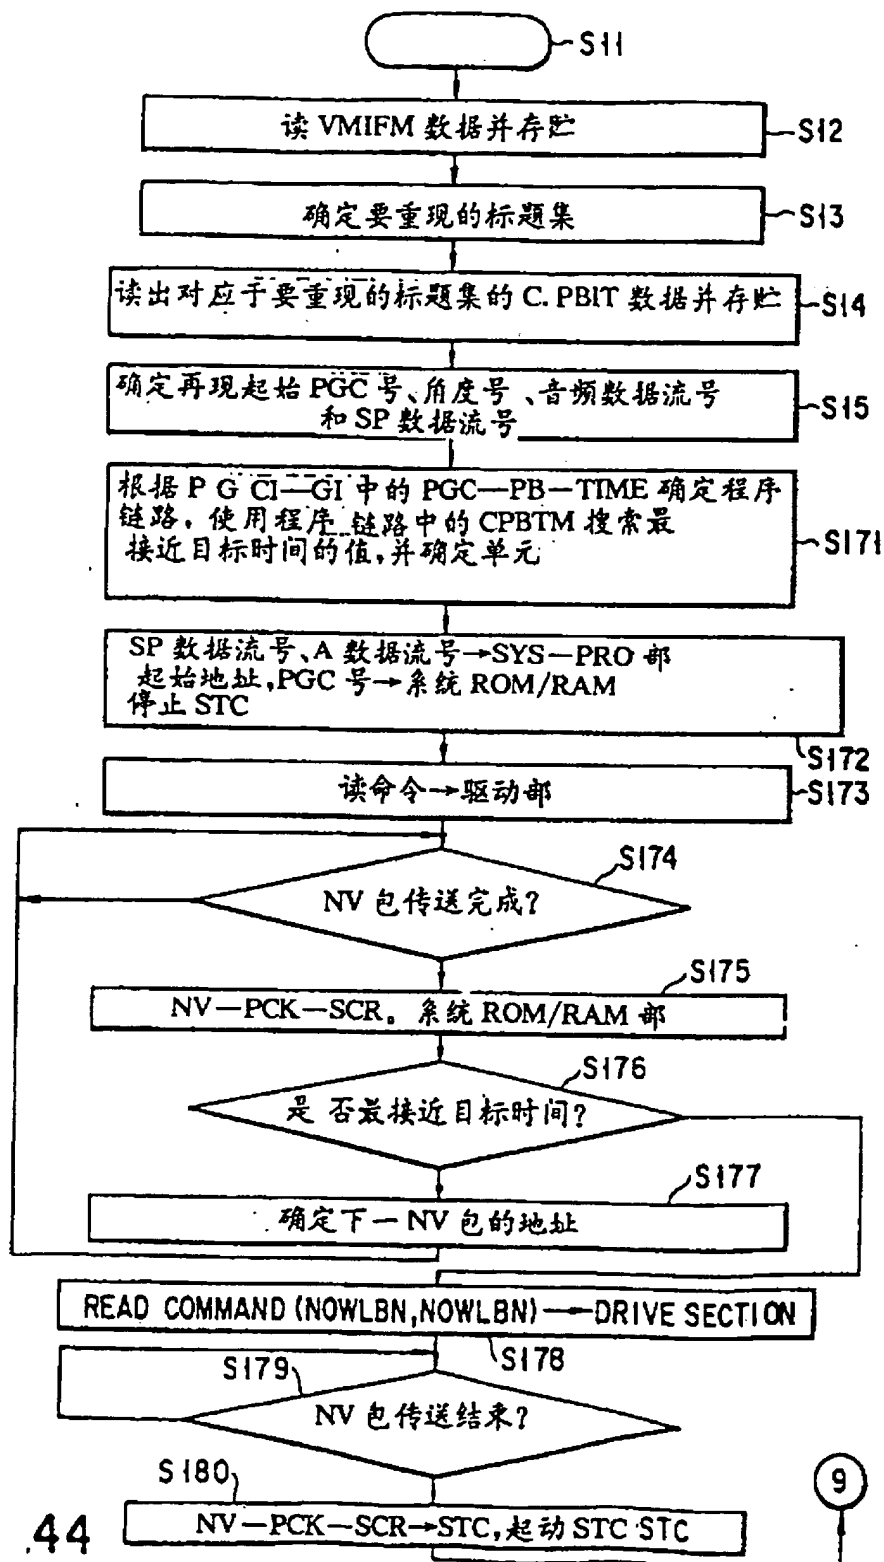 S11
读 VMIFM 数据并存贮
S12
确定要重现的标题集
S13
读出对应于要重现的标题集的 C. PBIT 数据并存贮
S14
确定再现起始 PGC 号、角度号、音频数据流号
和 SP 数据流号
S15
根据 P G CI—GI 中的 PGC—PB—TIME 确定程序
链路，使用程序 链路中的 CPBTM 搜索最
接近目标时间的值，并确定单元
S171
SP 数据流号、A 数据流号→SYS—PRO 部
起始地址，PGC 号→系统 ROM/RAM
停止 STC
S172
读命令→驱动部
S173
S174
NV 包传送完成？
S175
NV—PCK—SCR。系统 ROM/RAM 部
S176
是 否最接近目标时间？
S177
确定下一 NV 包的地址
READ COMMAND (NOWLBN, NOWLBN) → DRIVE SECTION
S178
S179
NV 包传送结束？
S180
9
NV—PCK—SCR→STC，起动 STC STC
.44